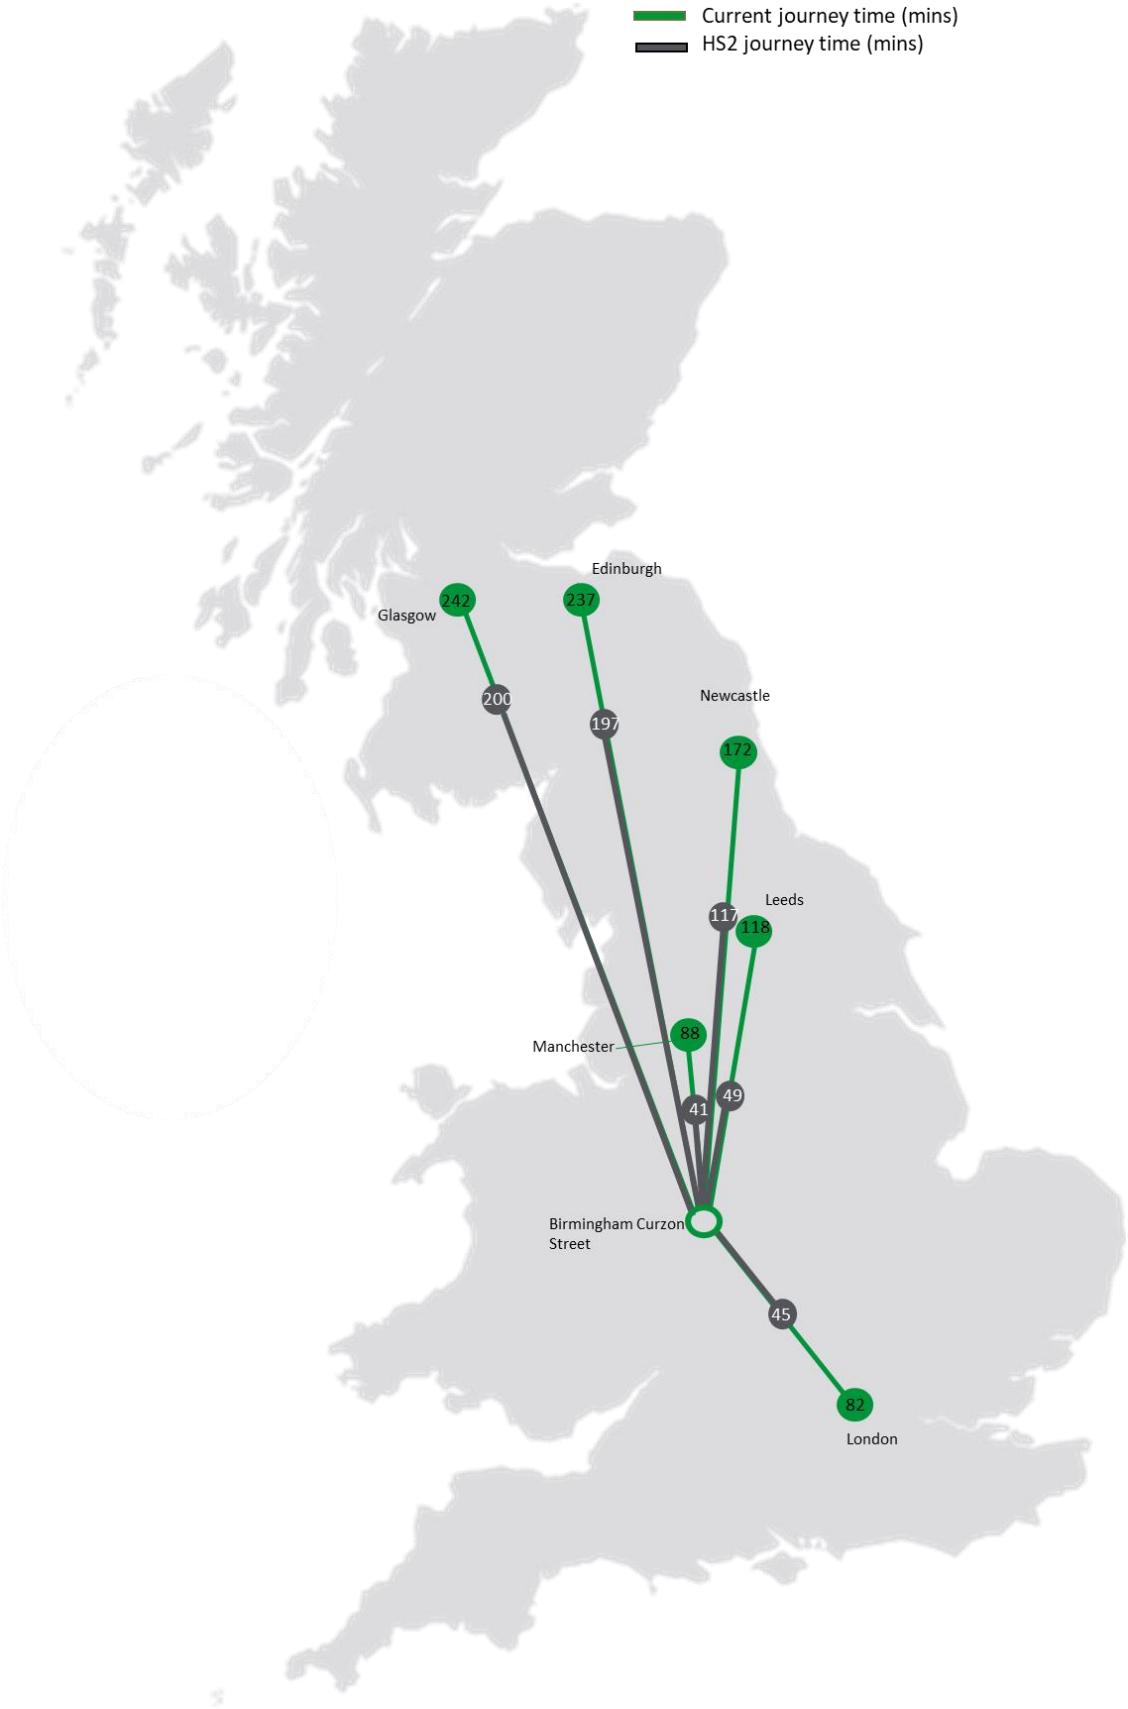 Current journey time (mins)
HS2 journey time (mins)
Edinburgh
242
237
Glasgow
Newcastle
200
197
172
Leeds
117
118
88
Manchester
49
41
Birmingham Curzon
Street
45
82
London